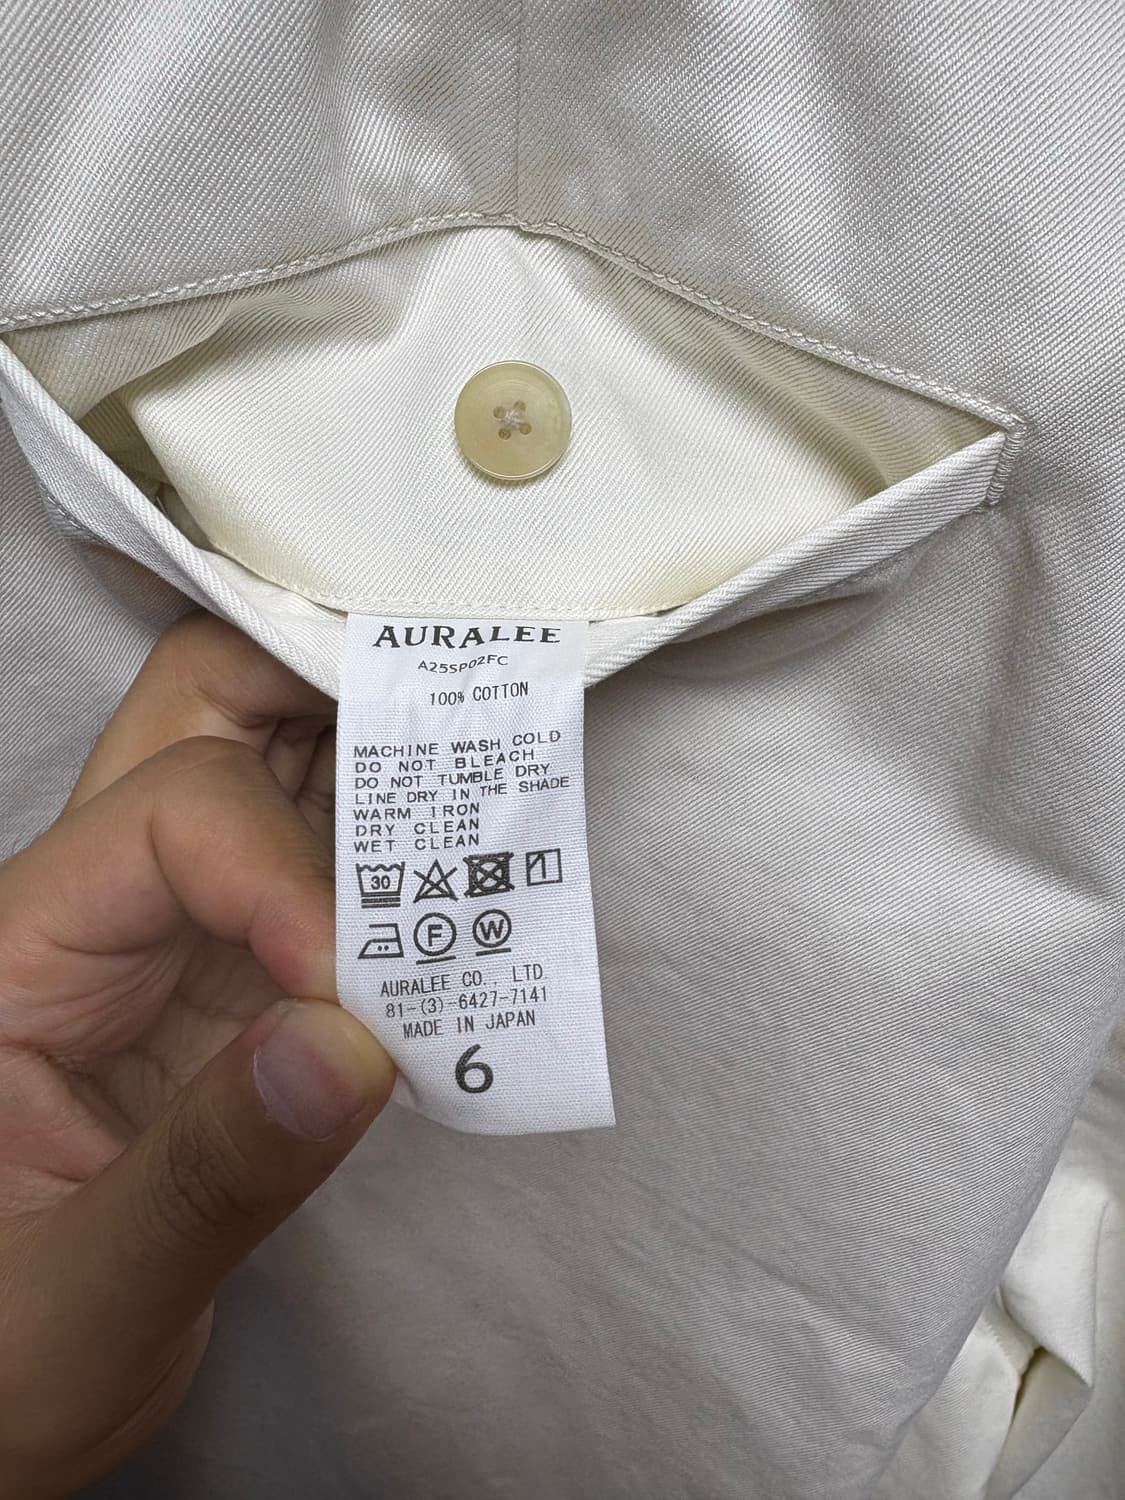 AURALEE
A25SP02FC
100% COTTON
MACHINE WASH COLD
DO NOT BLEACH
DO NOT TUMBLE DRY
LINE DRY IN THE SHADE
WARM IRON
DRY CLEAN
WET CLEAN
30
F W
AURALEE CO., LTD.
81-(3)-6427-7141
MADE IN JAPAN
6